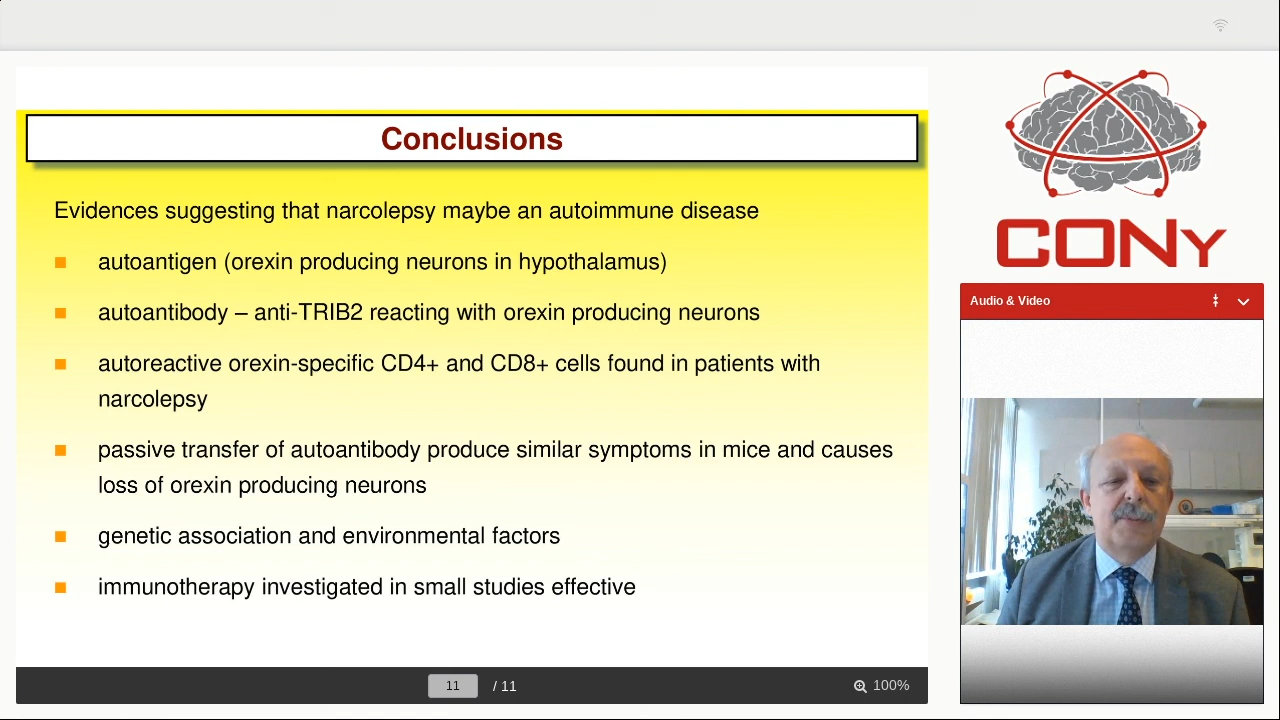 Conclusions
Evidences suggesting that narcolepsy maybe an autoimmune disease
autoantigen (orexin producing neurons in hypothalamus)
autoantibody – anti-TRIB2 reacting with orexin producing neurons
autoreactive orexin-specific CD4+ and CD8+ cells found in patients with
narcolepsy
passive transfer of autoantibody produce similar symptoms in mice and causes
loss of orexin producing neurons
genetic association and environmental factors
immunotherapy investigated in small studies effective
11 / 11
100%
CONy
Audio & Video